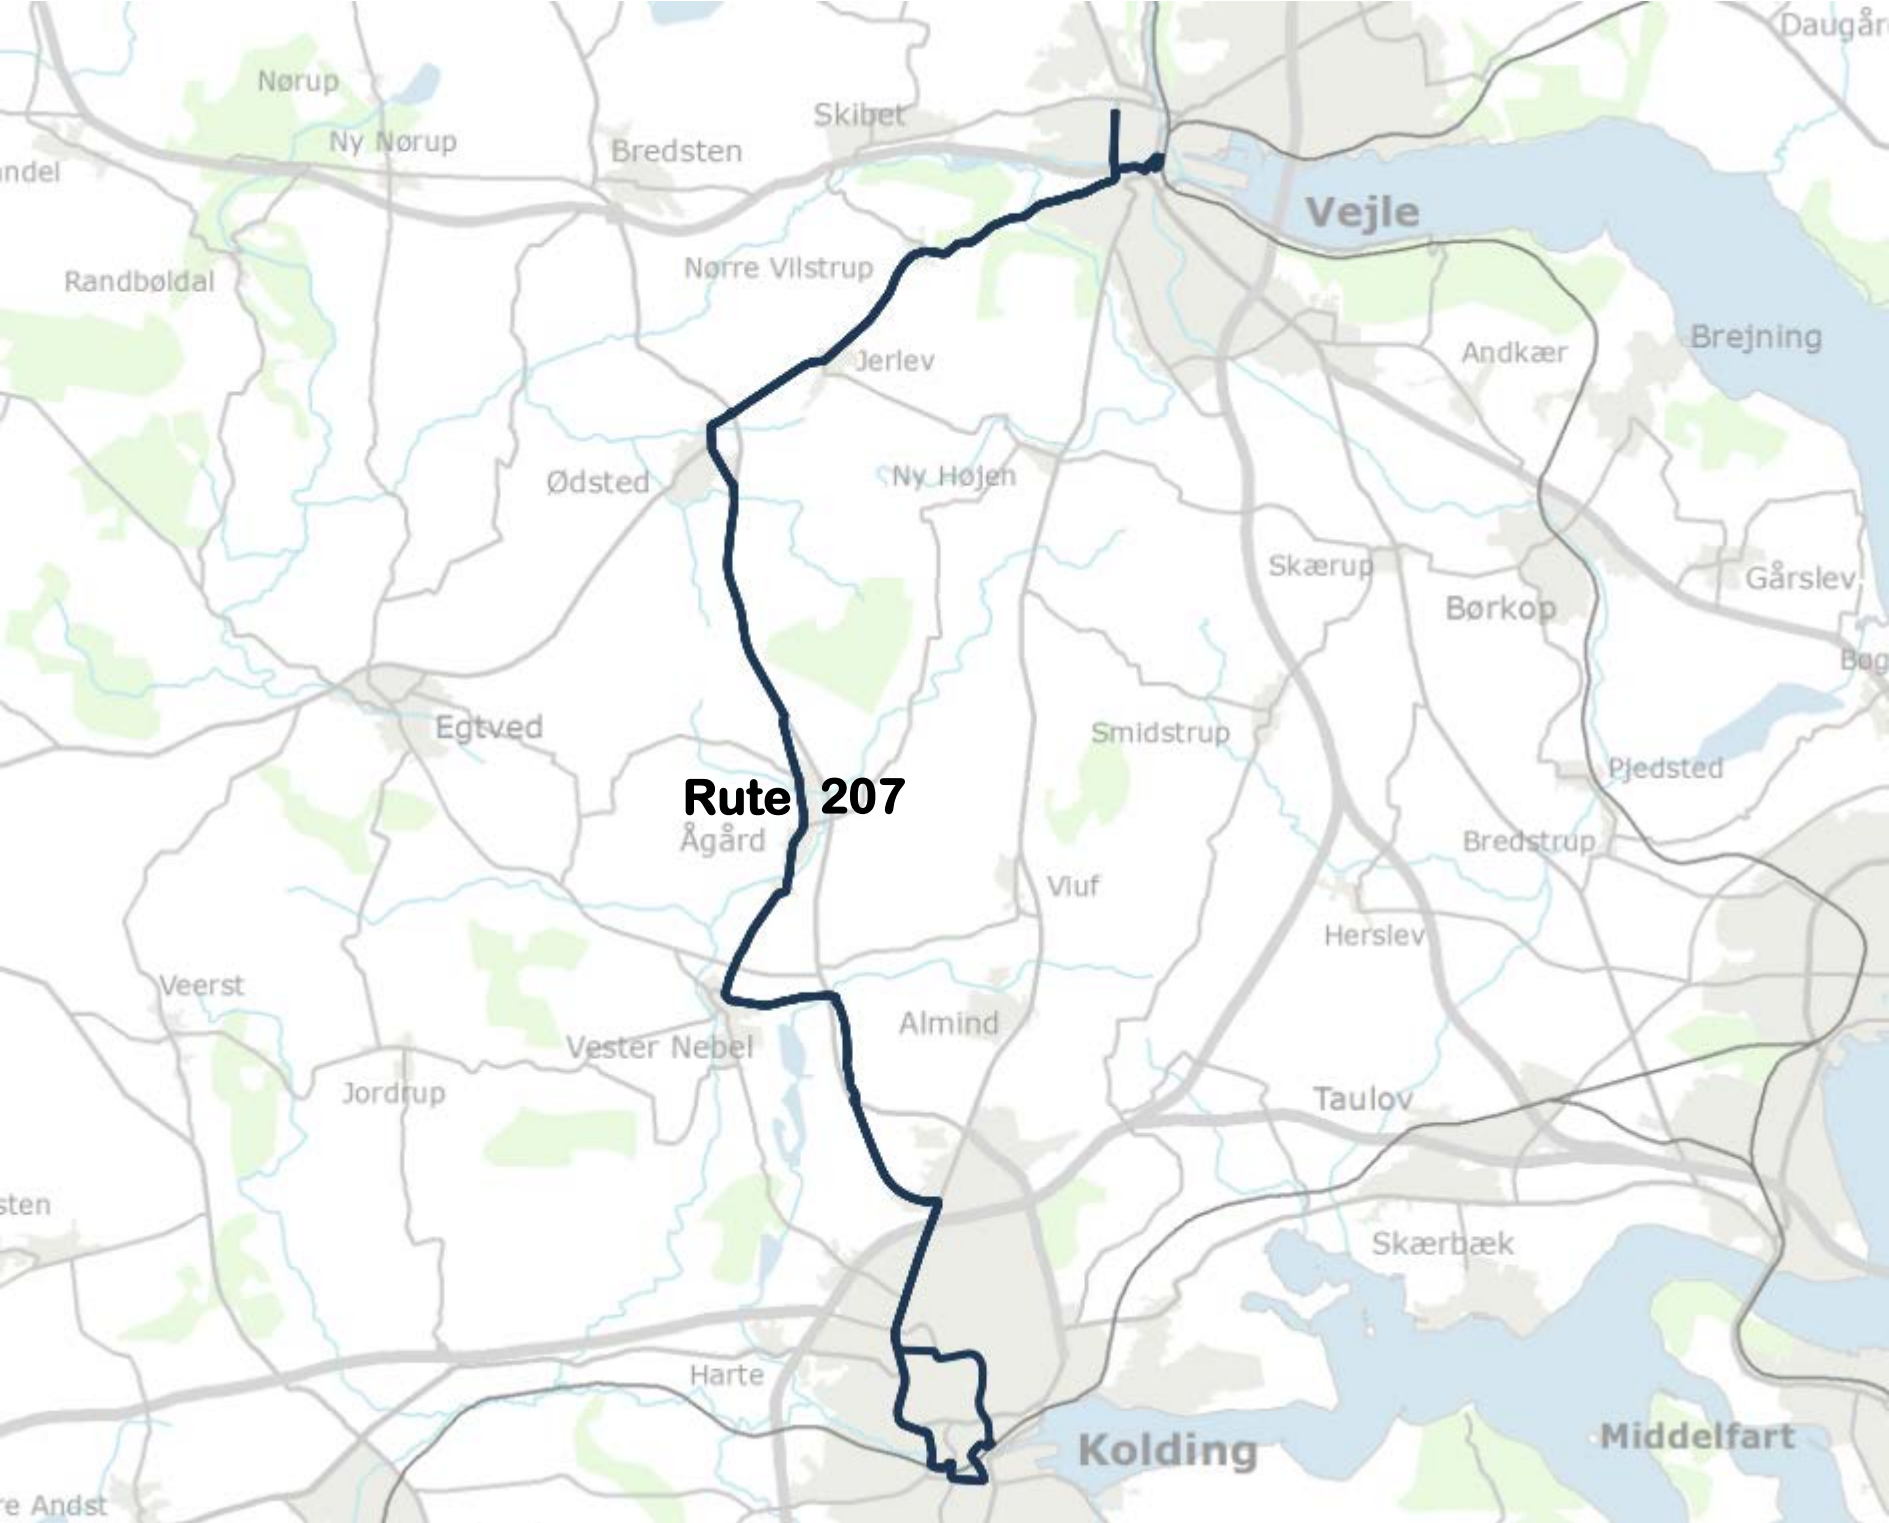 Daugår
Nørup
Skibet
Ny Nørup
Bredsten
ndel
Vejle
Nørre Vilstrup
Randbøldal
Brejning
Andkær
Jerlev
Ny Højen
Ødsted
Skærup
Gårslev
Børkop
Bøg
Egtved
Smidstrup
Pjedsted
Rute 207
Ågård
Bredstrup
Viuf
Herslev
Veerst
Almind
Vester Nebel
Jordrup
Taulov
sten
Skærbæk
Harte
Middelfart
Kolding
re Andst